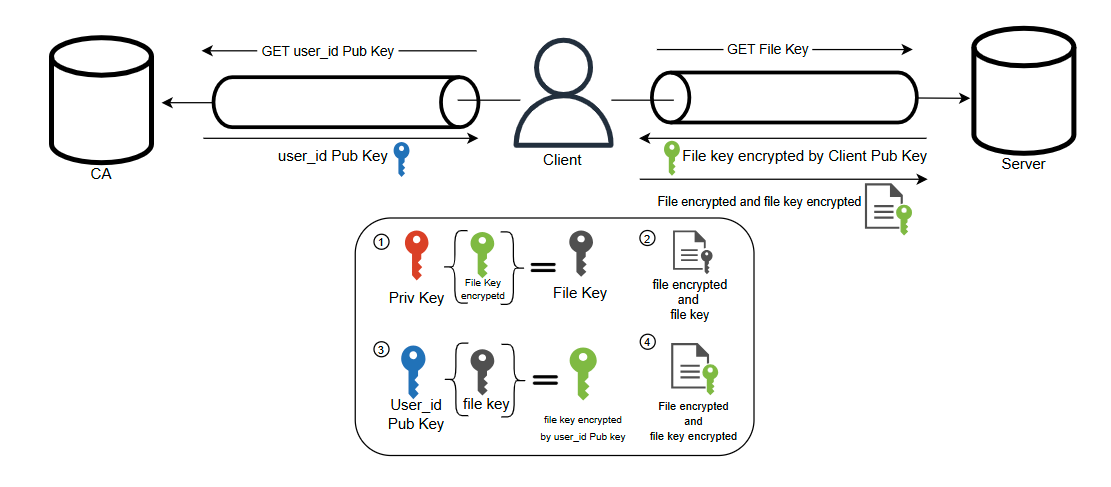 GET user_id Pub Key
GET File Key
user_id Pub Key
Client
File key encrypted by Client Pub Key
CA
Server
File encrypted and file key encrypted
1
Priv Key
File Key
encrypetd
=
File Key
2
file encrypted
and
file key
3
User_id
Pub Key
file key
=
file key encrypted
by user_id Pub key
4
File encrypted
and
file key encrypted